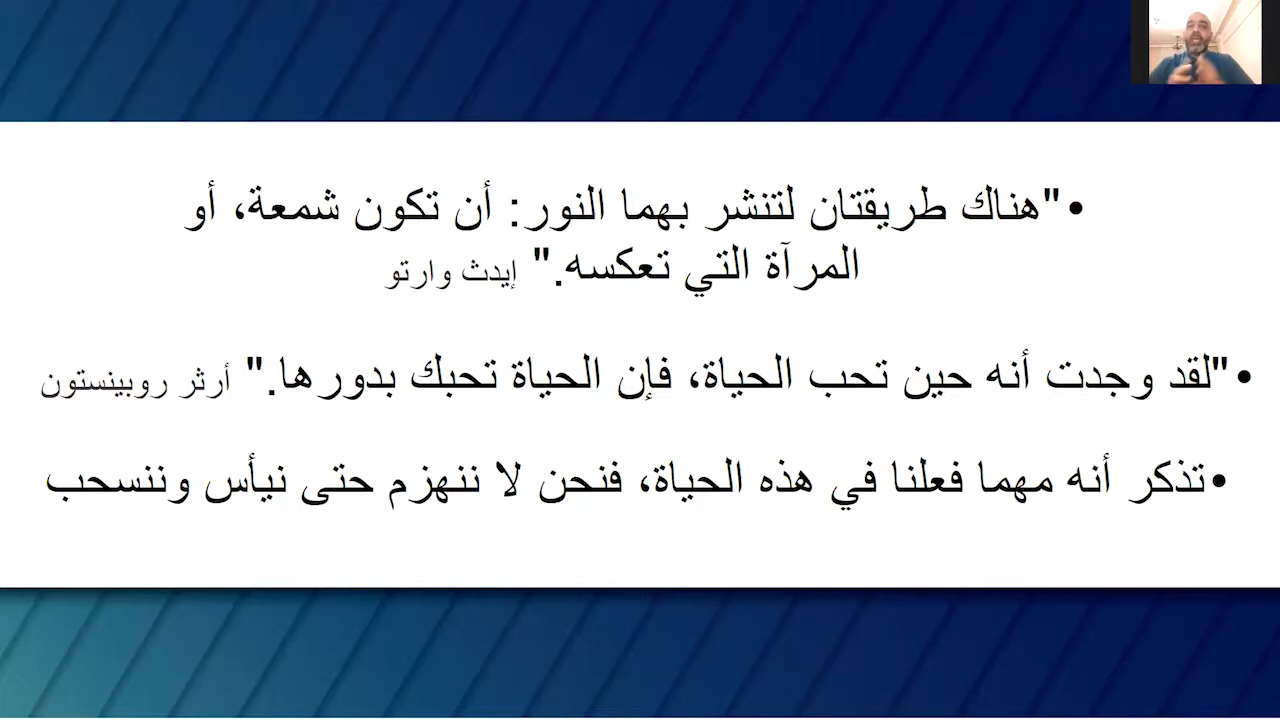 •"هناك طريقتان لتنشر بهما النور: أن تكون شمعة، أو
المرآة التي تعكسه." إيدث وارتو
•"لقد وجدت أنه حين تحب الحياة، فإن الحياة تحبك بدورها." أرثر روبينستون
•تذكر أنه مهما فعلنا في هذه الحياة، فنحن لا ننهزم حتى نيأس وننسحب